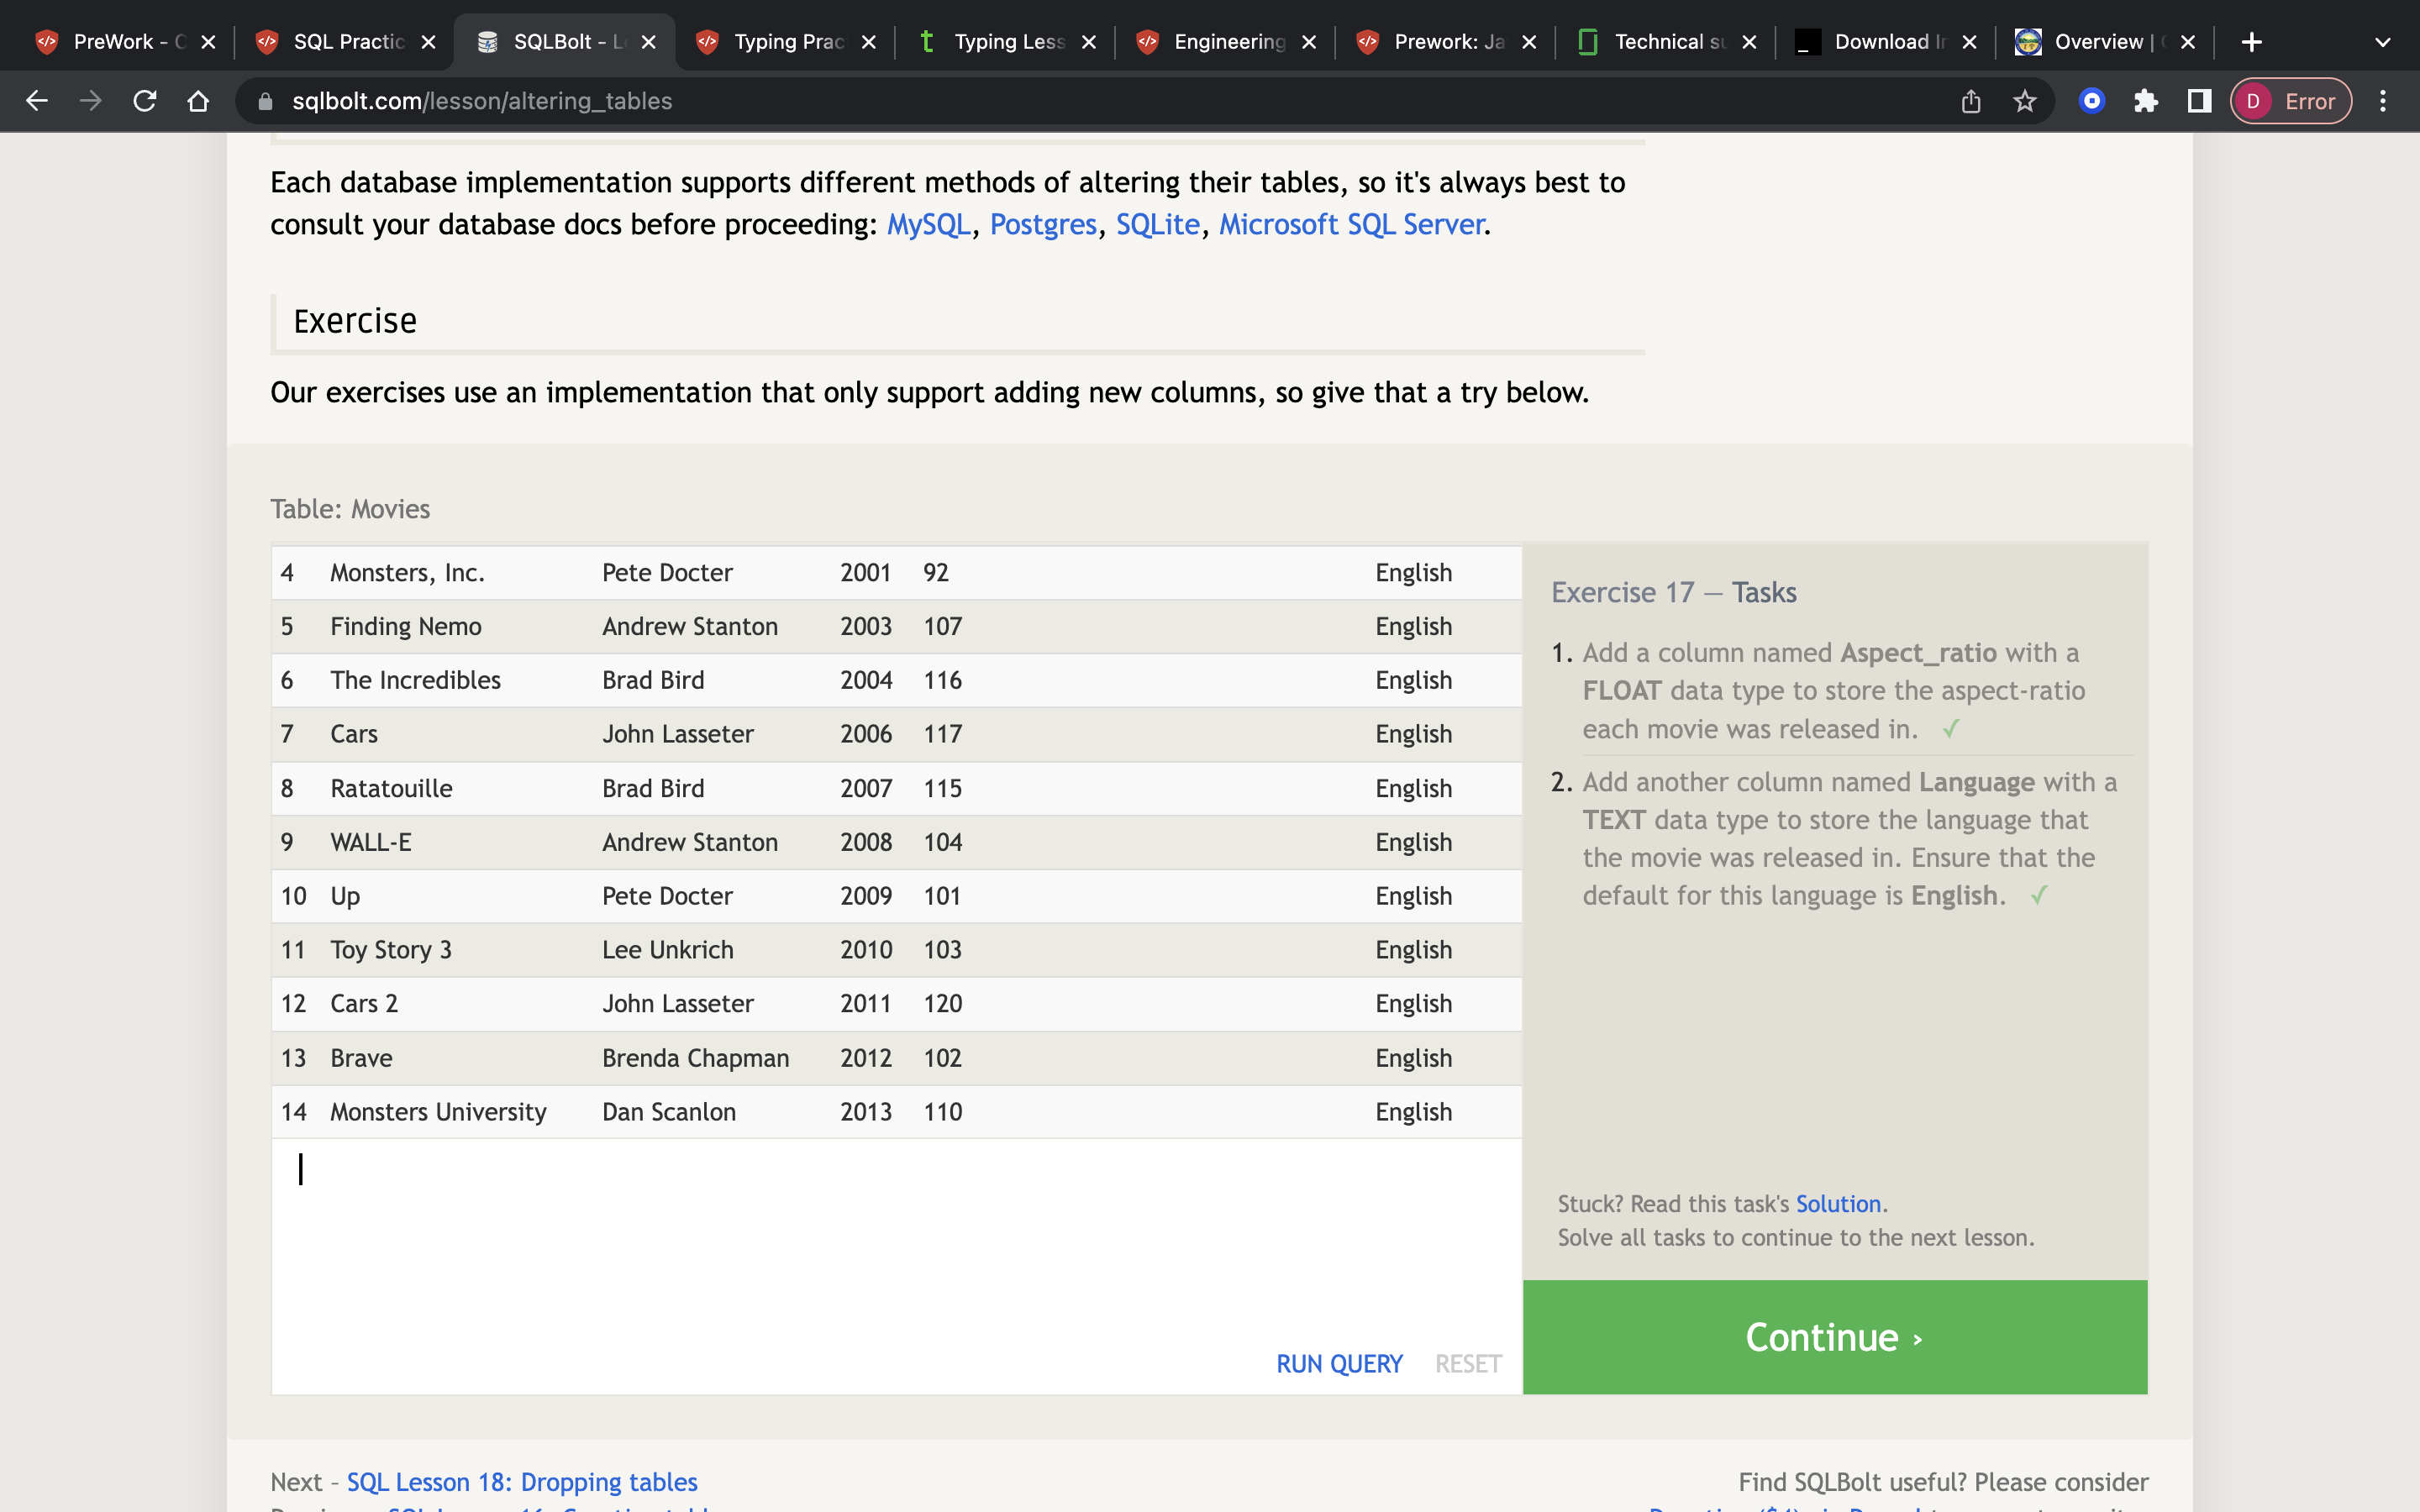 PreWork - C
SQL Practic
SQLBolt - L
Typing Prac
Typing Less
Engineering
Prework: Ja
Technical su
Download In
Overview |
sqlbolt.com/lesson/altering_tables
D Error
Each database implementation supports different methods of altering their tables, so it's always best to
consult your database docs before proceeding: MySQL, Postgres, SQLite, Microsoft SQL Server.
Exercise
Our exercises use an implementation that only support adding new columns, so give that a try below.
Table: Movies
4 Monsters, Inc. Pete Docter 2001 92 English
5 Finding Nemo Andrew Stanton 2003 107 English
6 The Incredibles Brad Bird 2004 116 English
7 Cars John Lasseter 2006 117 English
8 Ratatouille Brad Bird 2007 115 English
9 WALL-E Andrew Stanton 2008 104 English
10 Up Pete Docter 2009 101 English
11 Toy Story 3 Lee Unkrich 2010 103 English
12 Cars 2 John Lasseter 2011 120 English
13 Brave Brenda Chapman 2012 102 English
14 Monsters University Dan Scanlon 2013 110 English
RUN QUERY RESET
Exercise 17 — Tasks
1. Add a column named Aspect_ratio with a
FLOAT data type to store the aspect-ratio
each movie was released in. ✓
2. Add another column named Language with a
TEXT data type to store the language that
the movie was released in. Ensure that the
default for this language is English. ✓
Stuck? Read this task's Solution.
Solve all tasks to continue to the next lesson.
Continue ›
Next – SQL Lesson 18: Dropping tables
Find SQLBolt useful? Please consider